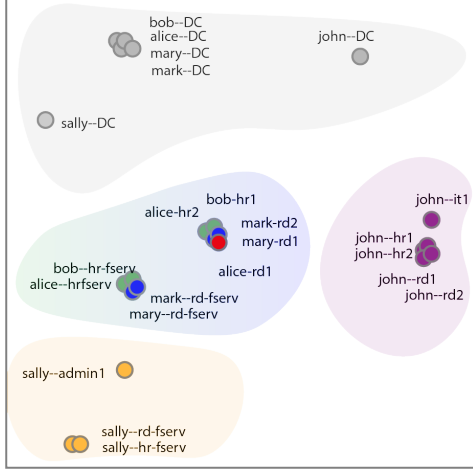 bob--DC
alice--DC
mary--DC
mark--DC
john--DC
sally--DC
bob-hr1
alice-hr2
mark-rd2
mary-rd1
alice-rd1
bob--hr-fserv
alice--hrfserv
mark--rd-fserv
mary--rd-fserv
john--it1
john--hr1
john--hr2
john--rd1
john--rd2
sally--admin1
sally--rd-fserv
sally--hr-fserv